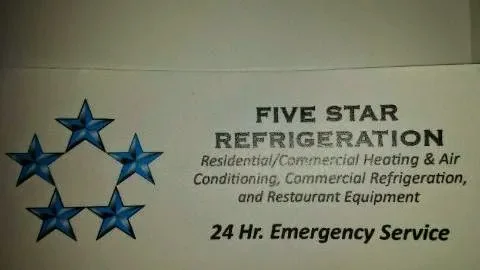 FIVE STAR
REFRIGERATION
Residential/Commercial Heating & Air
Conditioning, Commercial Refrigeration,
and Restaurant Equipment
24 Hr. Emergency Service